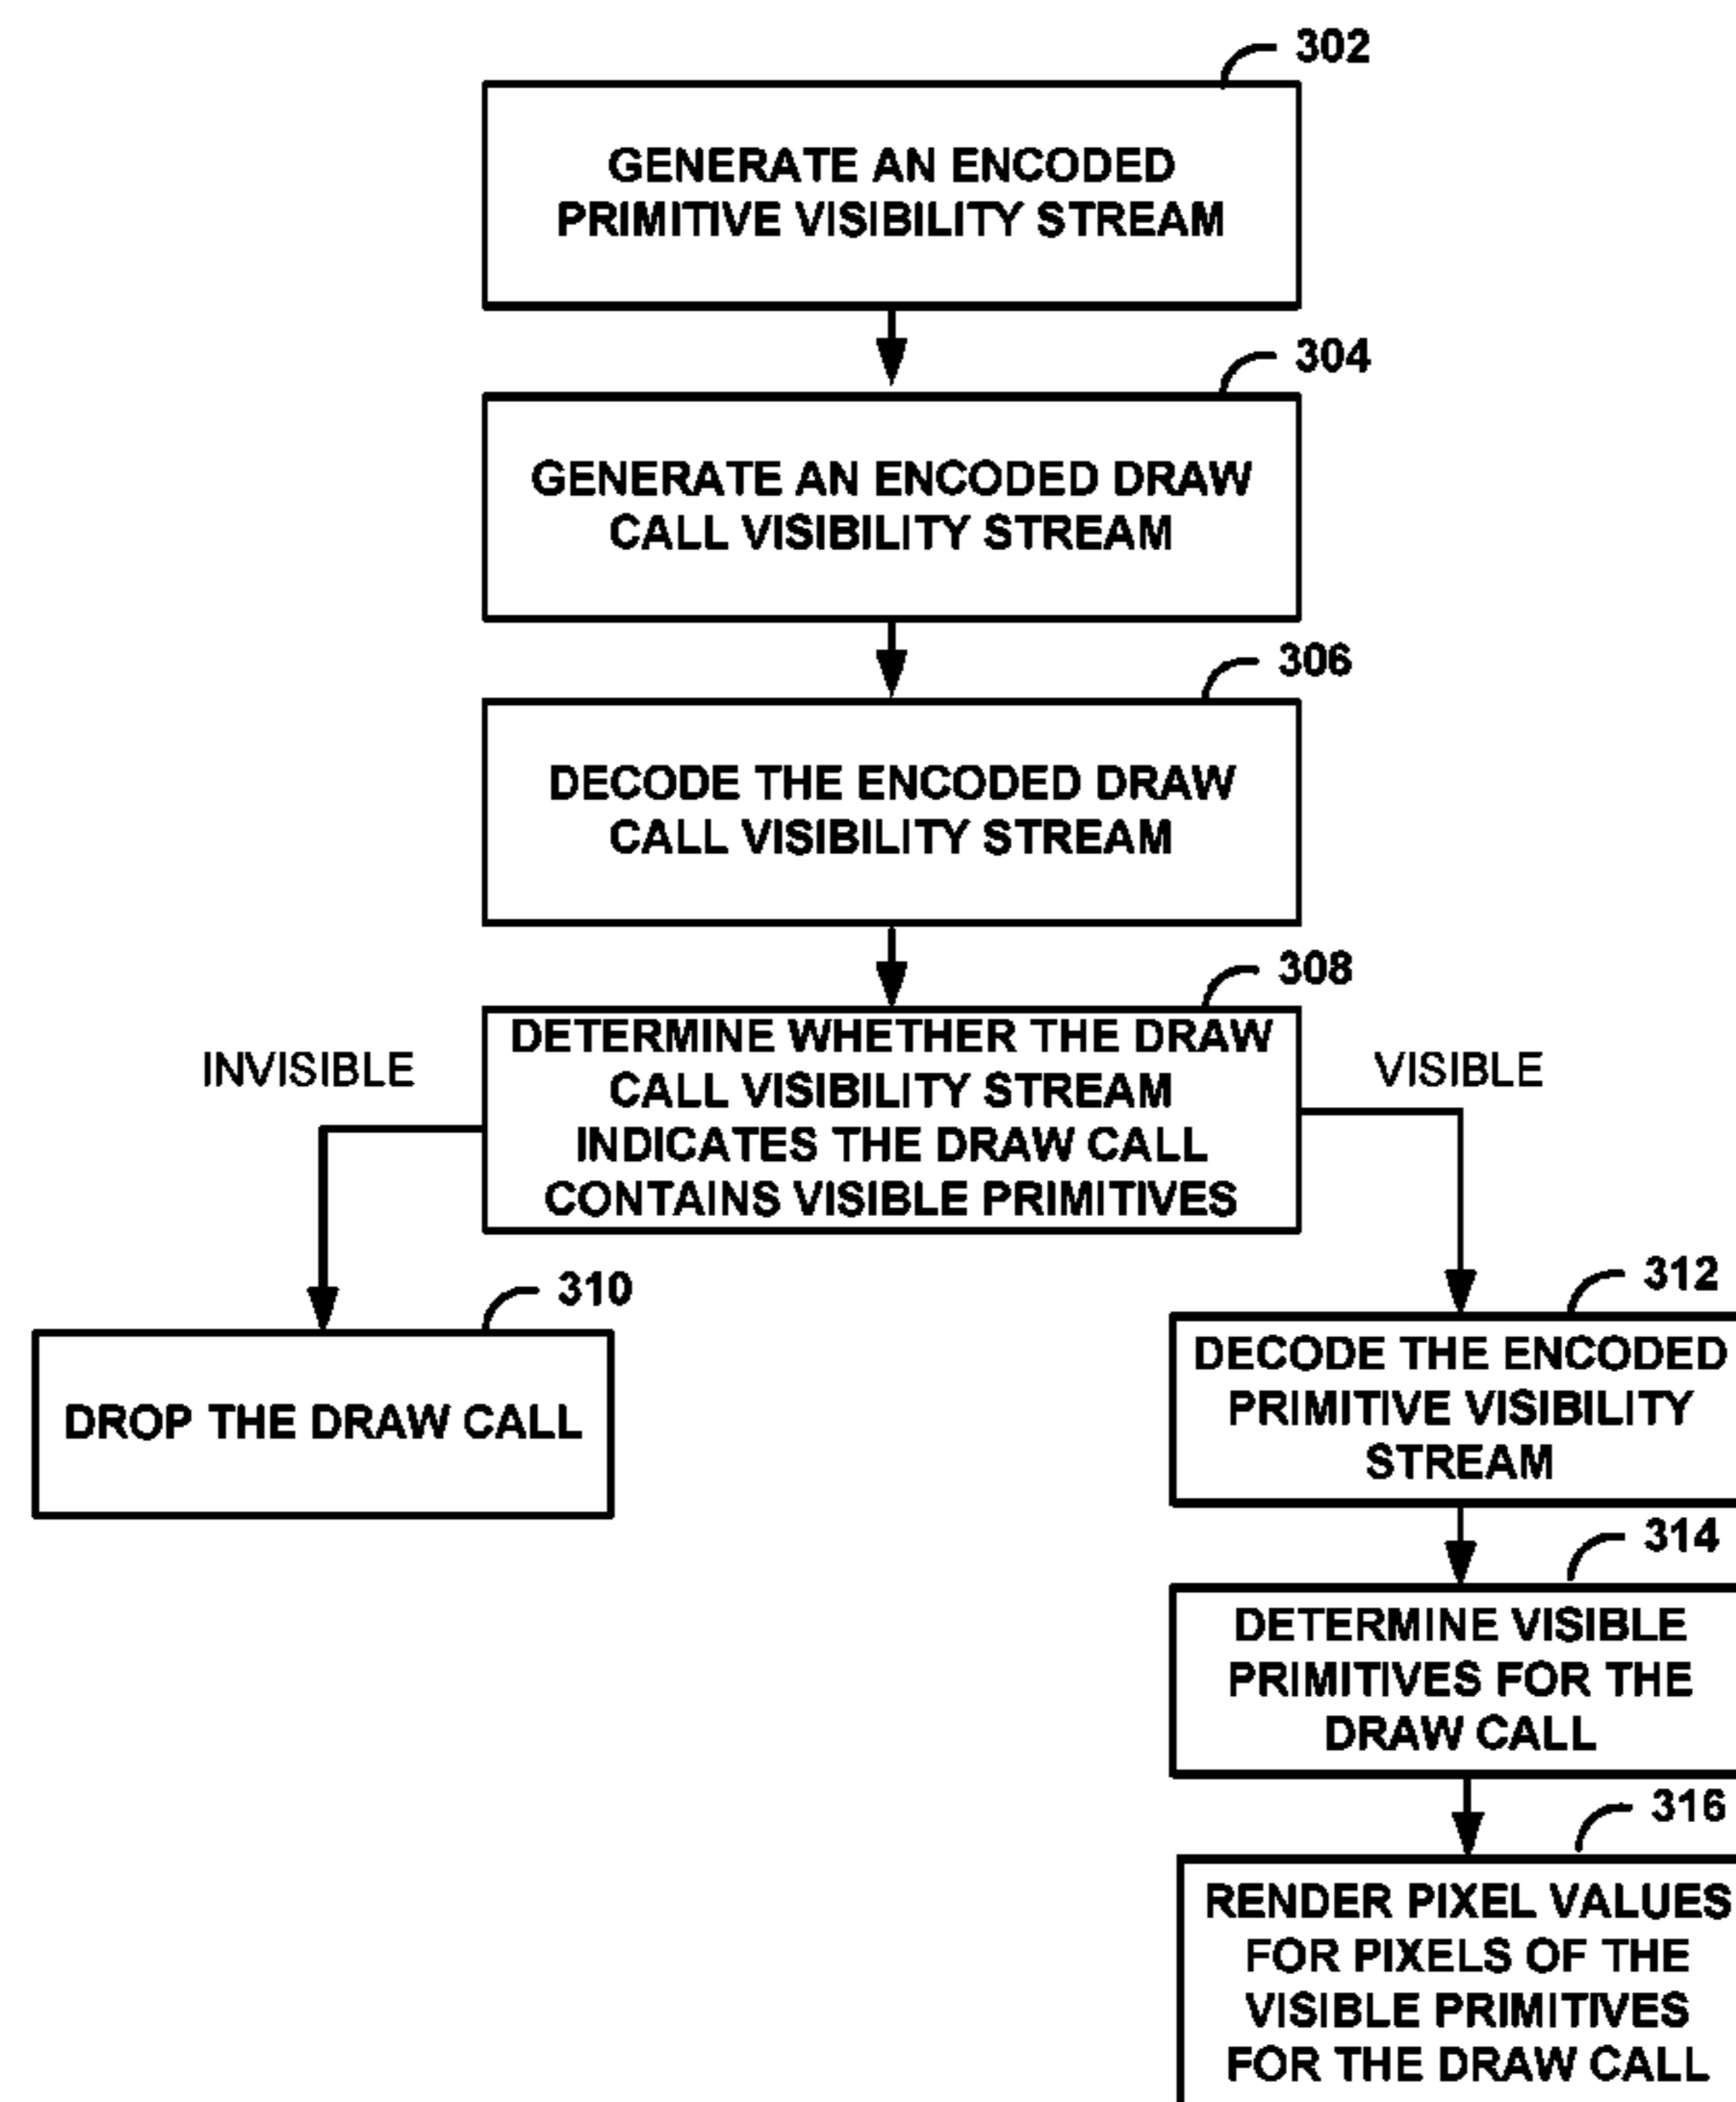 302
GENERATE AN ENCODED
PRIMITIVE VISIBILITY STREAM
304
GENERATE AN ENCODED DRAW
CALL VISIBILITY STREAM
306
DECODE THE ENCODED DRAW
CALL VISIBILITY STREAM
308
DETERMINE WHETHER THE DRAW
CALL VISIBILITY STREAM
INDICATES THE DRAW CALL
CONTAINS VISIBLE PRIMITIVES
INVISIBLE
VISIBLE
310
DROP THE DRAW CALL
312
DECODE THE ENCODED
PRIMITIVE VISIBILITY
STREAM
314
DETERMINE VISIBLE
PRIMITIVES FOR THE
DRAW CALL
316
RENDER PIXEL VALUES
FOR PIXELS OF THE
VISIBLE PRIMITIVES
FOR THE DRAW CALL